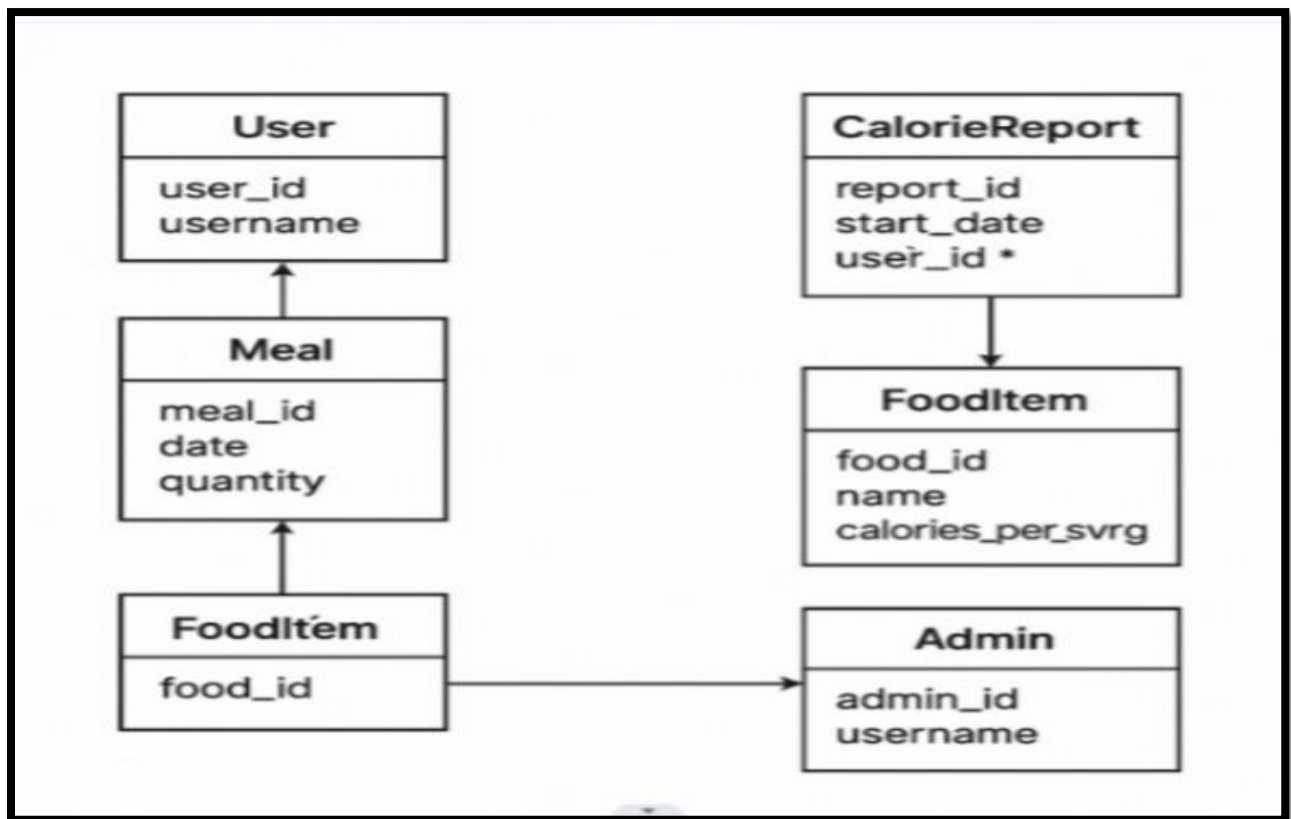 User
user_id
username
Meal
meal_id
date
quantity
FoodItem
food_id
CalorieReport
report_id
start_date
user_id *
FoodItem
food_id
name
calories_per_svrg
Admin
admin_id
username